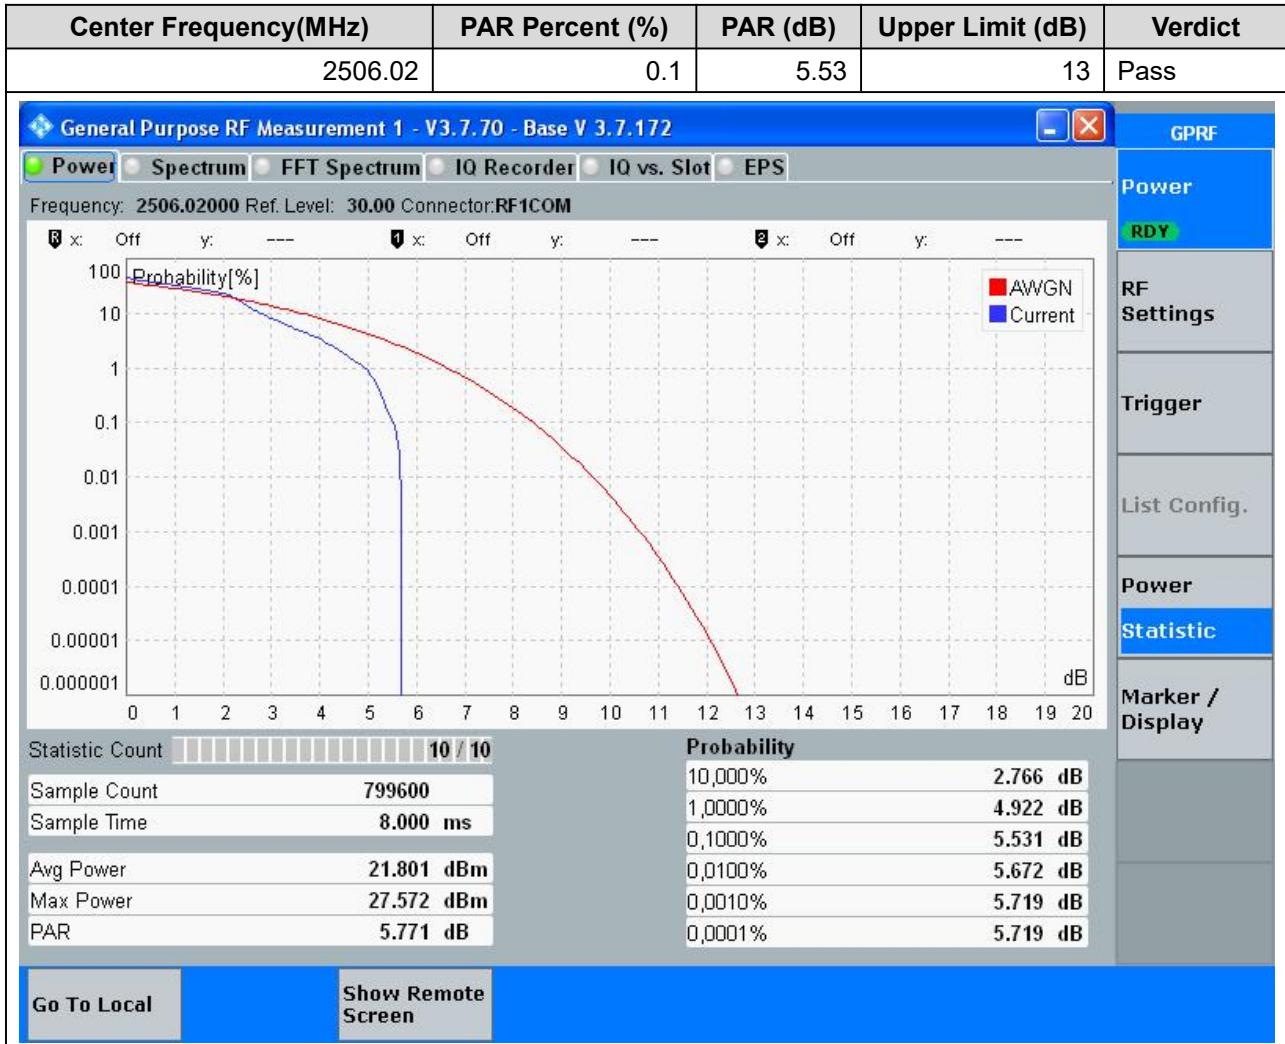 Center Frequency(MHz) PAR Percent (%) PAR (dB) Upper Limit (dB) Verdict
2506.02 0.1 5.53 13 Pass
General Purpose RF Measurement 1 - V3.7.70 - Base V 3.7.172
GPRF
Power Spectrum FFT Spectrum IQ Recorder IQ vs. Slot EPS
Power
RDY
Frequency: 2506.02000 Ref. Level: 30.00 Connector:RF1COM
R x: Off y: --- 1 x: Off y: --- 2 x: Off y: ---
Probability[%]
AWGN
Current
100
10
1
0.1
0.01
0.001
0.0001
0.00001
0.000001
dB
0 1 2 3 4 5 6 7 8 9 10 11 12 13 14 15 16 17 18 19 20
RF
Settings
Trigger
List Config.
Power
Statistic
Marker /
Display
Statistic Count 10 / 10
Sample Count 799600
Sample Time 8.000 ms
Avg Power 21.801 dBm
Max Power 27.572 dBm
PAR 5.771 dB
Probability
10,000% 2.766 dB
1,0000% 4.922 dB
0,1000% 5.531 dB
0,0100% 5.672 dB
0,0010% 5.719 dB
0,0001% 5.719 dB
Go To Local
Show Remote
Screen